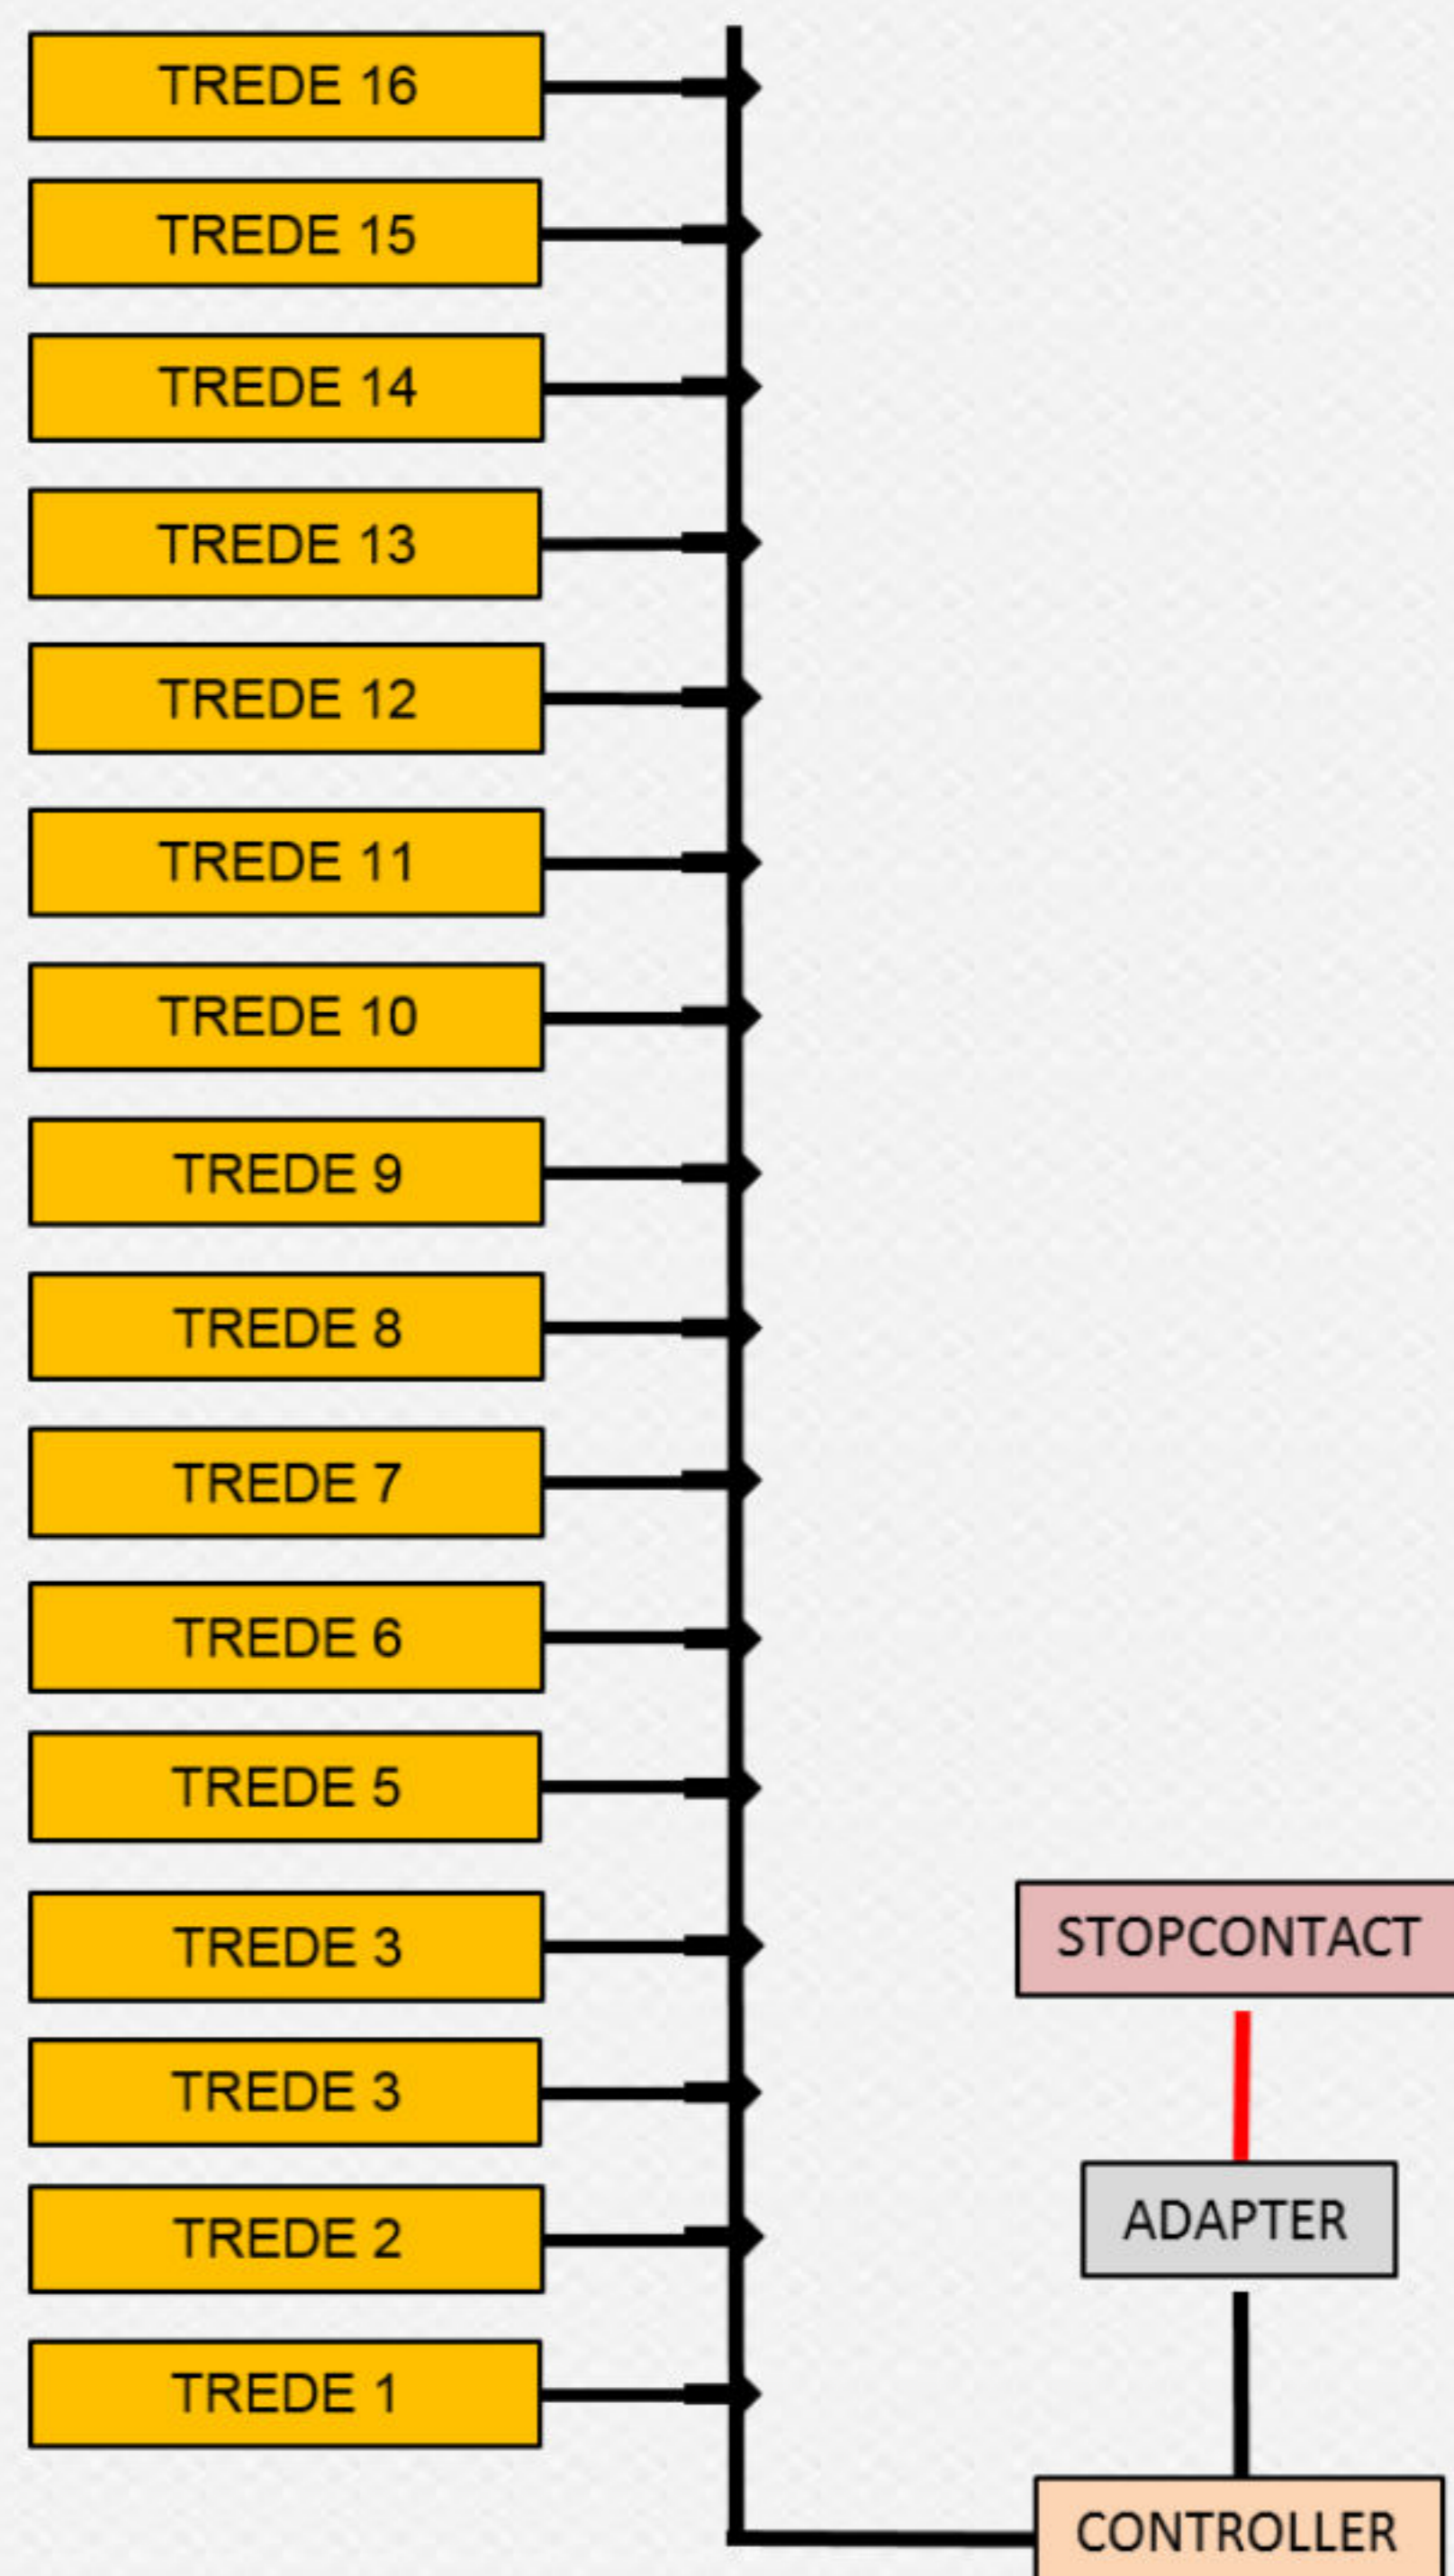 TREDE 16
TREDE 15
TREDE 14
TREDE 13
TREDE 12
TREDE 11
TREDE 10
TREDE 9
TREDE 8
TREDE 7
TREDE 6
TREDE 5
TREDE 3
STOPCONTACT
TREDE 3
TREDE 2
ADAPTER
TREDE 1
CONTROLLER